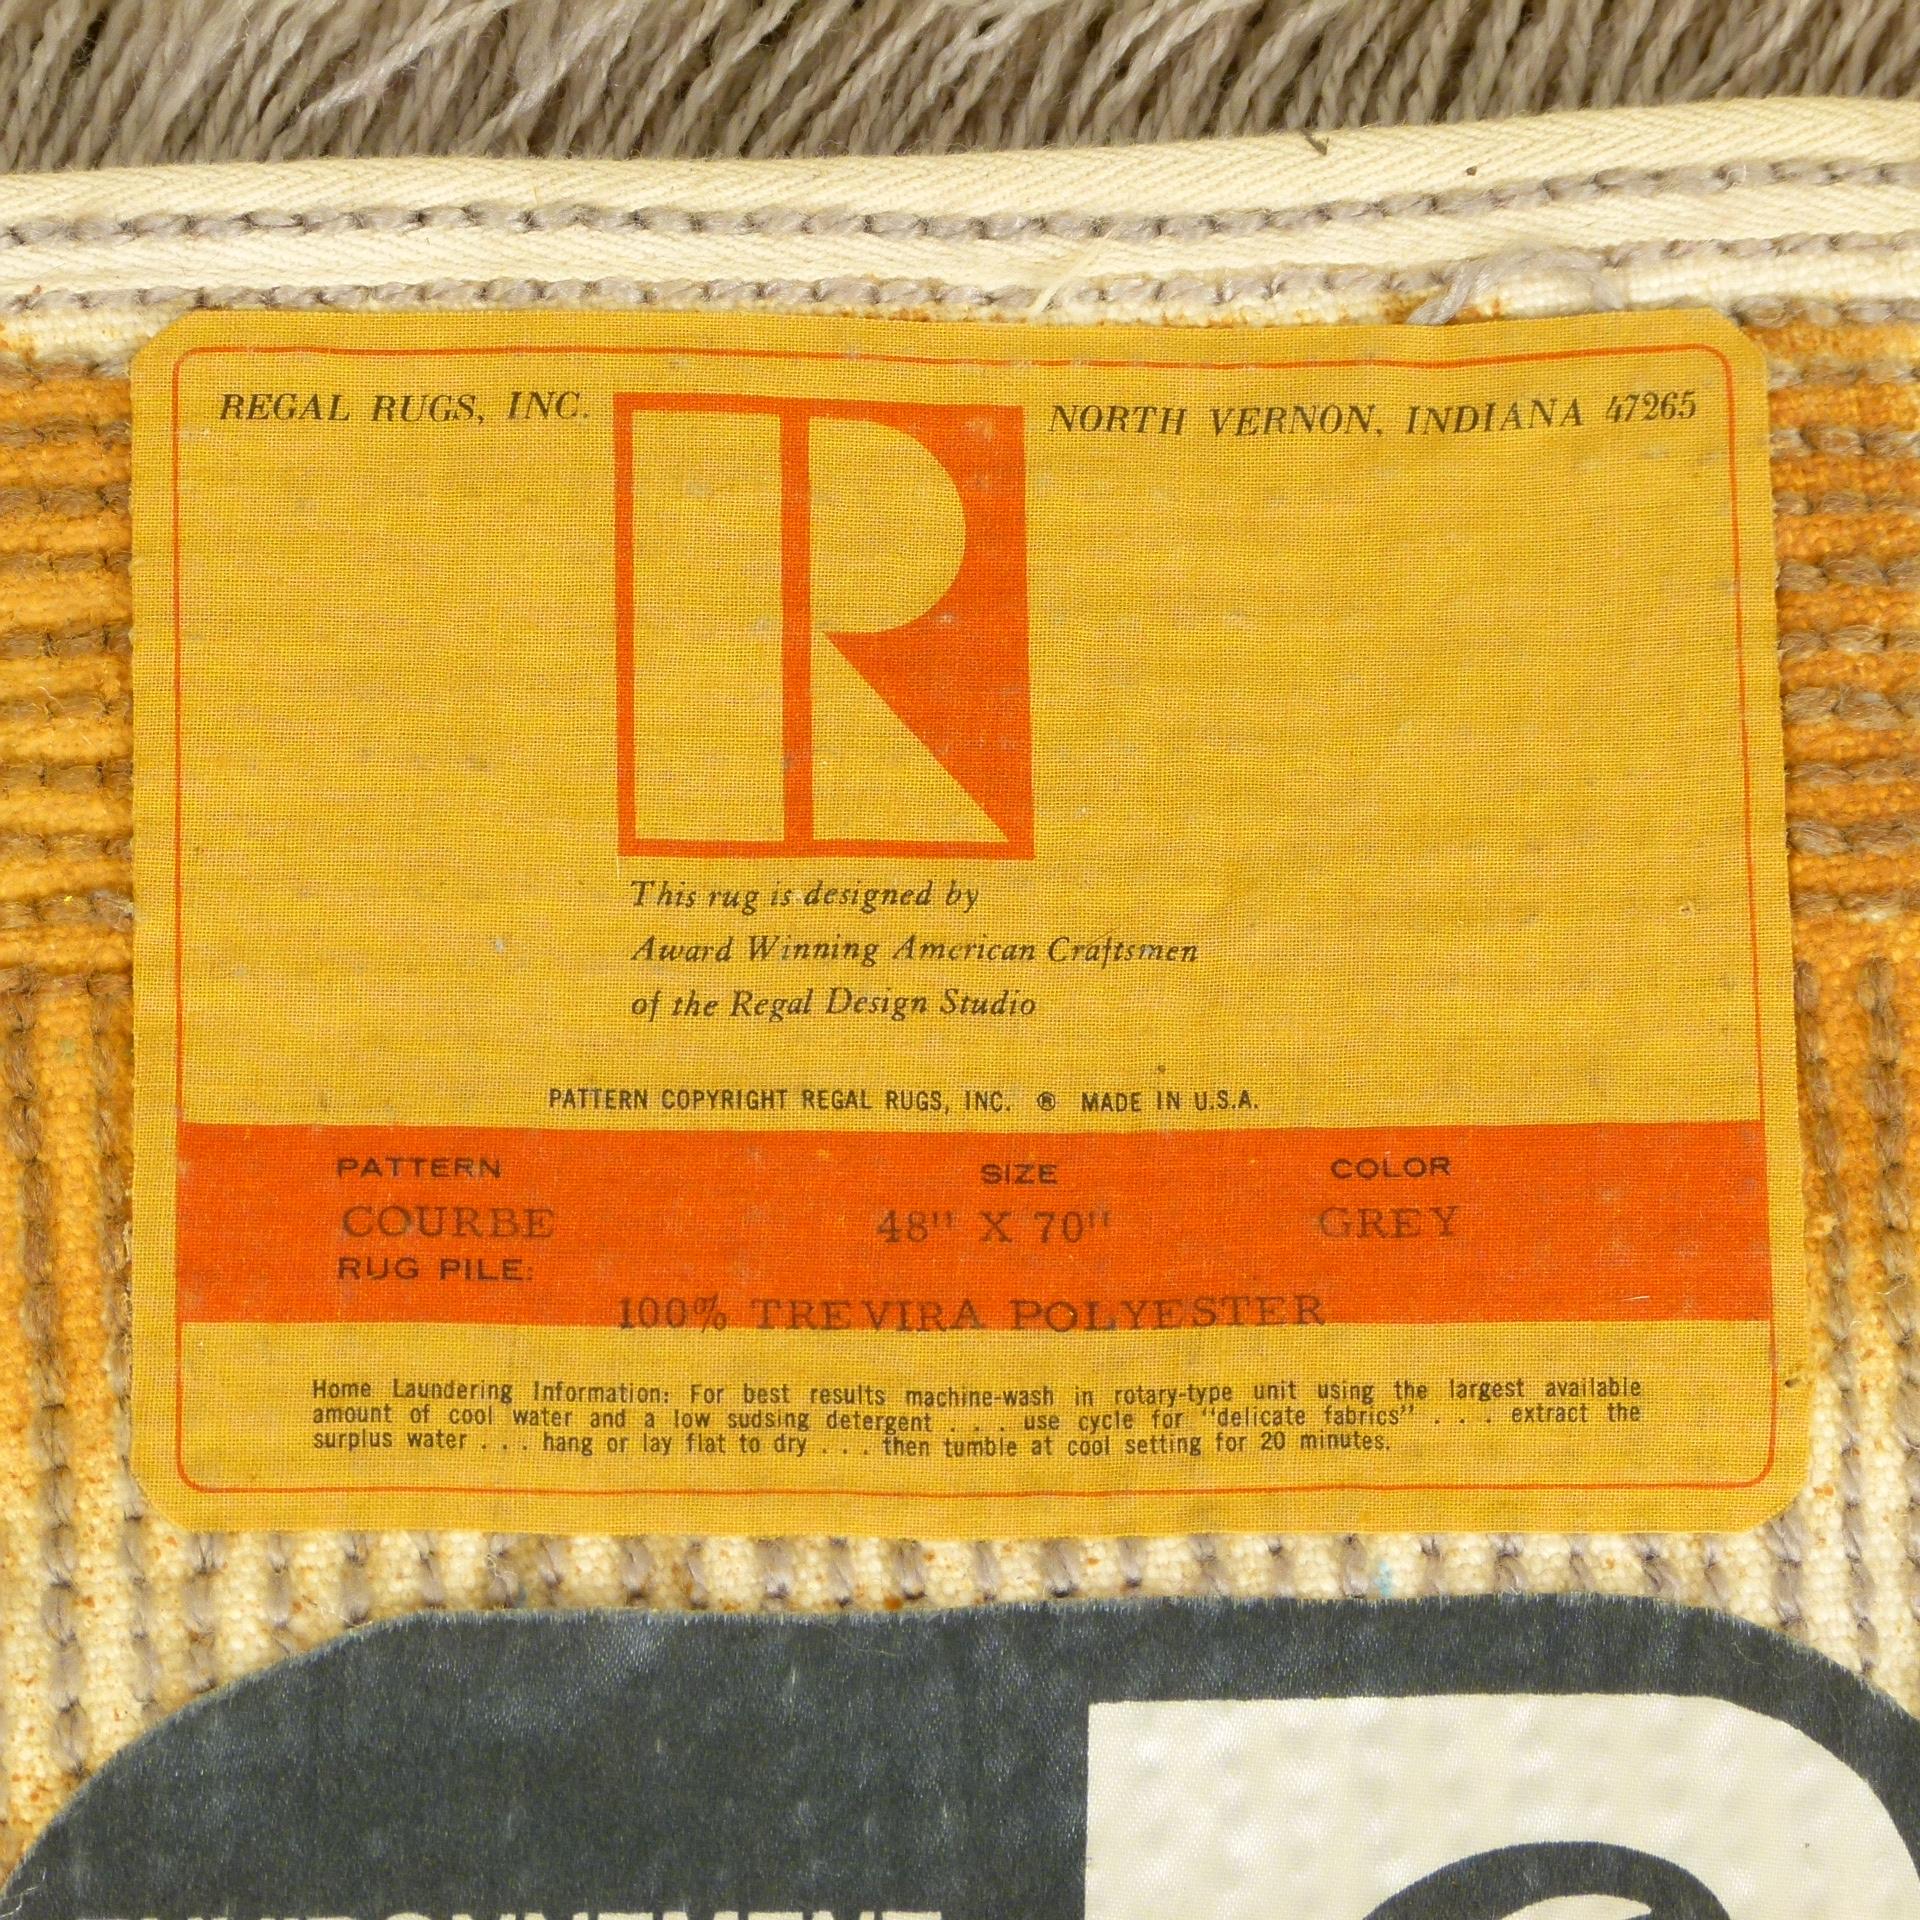 REGAL RUGS, INC.
NORTH VERNON, INDIANA 47265
R
This rug is designed by
Award Winning American Craftsmen
of the Regal Design Studio
PATTERN COPYRIGHT REGAL RUGS, INC. ® MADE IN U.S.A.
PATTERN SIZE COLOR
COURBE 48" X 70" GREY
RUG PILE:
100% TREVIRA POLYESTER
Home Laundering Information: For best results machine-wash in rotary-type unit using the largest available
amount of cool water and a low sudsing detergent . . . use cycle for "delicate fabrics" . . . extract the
surplus water . . . hang or lay flat to dry . . . then tumble at cool setting for 20 minutes.